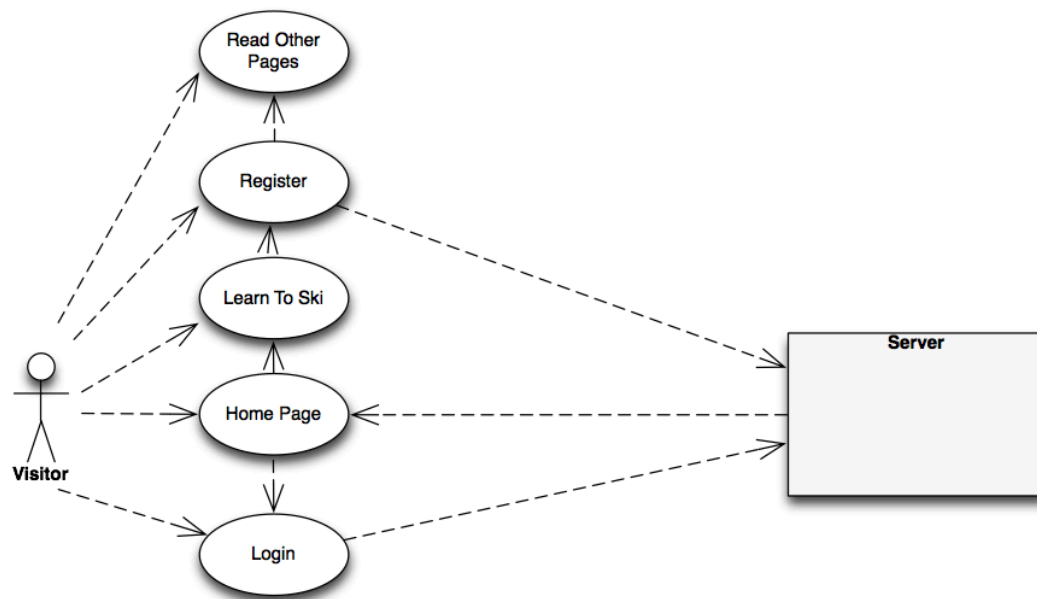 Read Other
Pages
Register
Learn To Ski
Server
Home Page
Visitor
Login